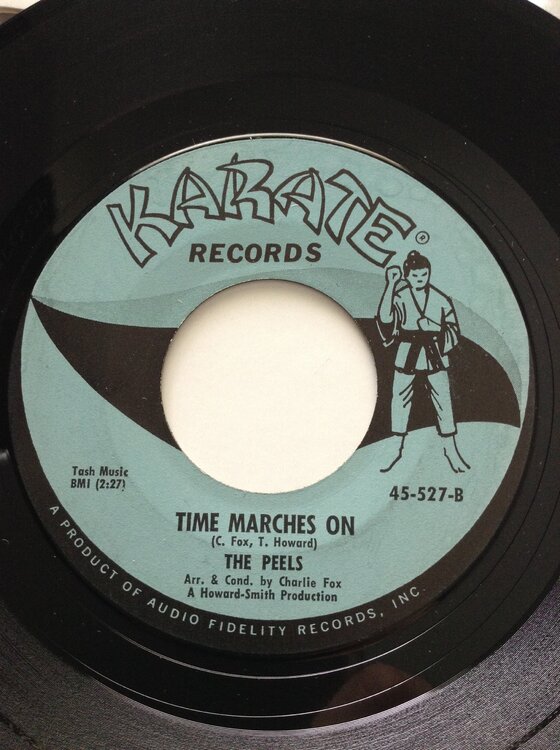 KARATE®
RECORDS
Tash Music
BMI (2:27)
45-527-B
TIME MARCHES ON
(C. Fox, T. Howard)
THE PEELS
Arr. & Cond. by Charlie Fox
A Howard-Smith Production
A PRODUCT OF AUDIO FIDELITY RECORDS, INC.